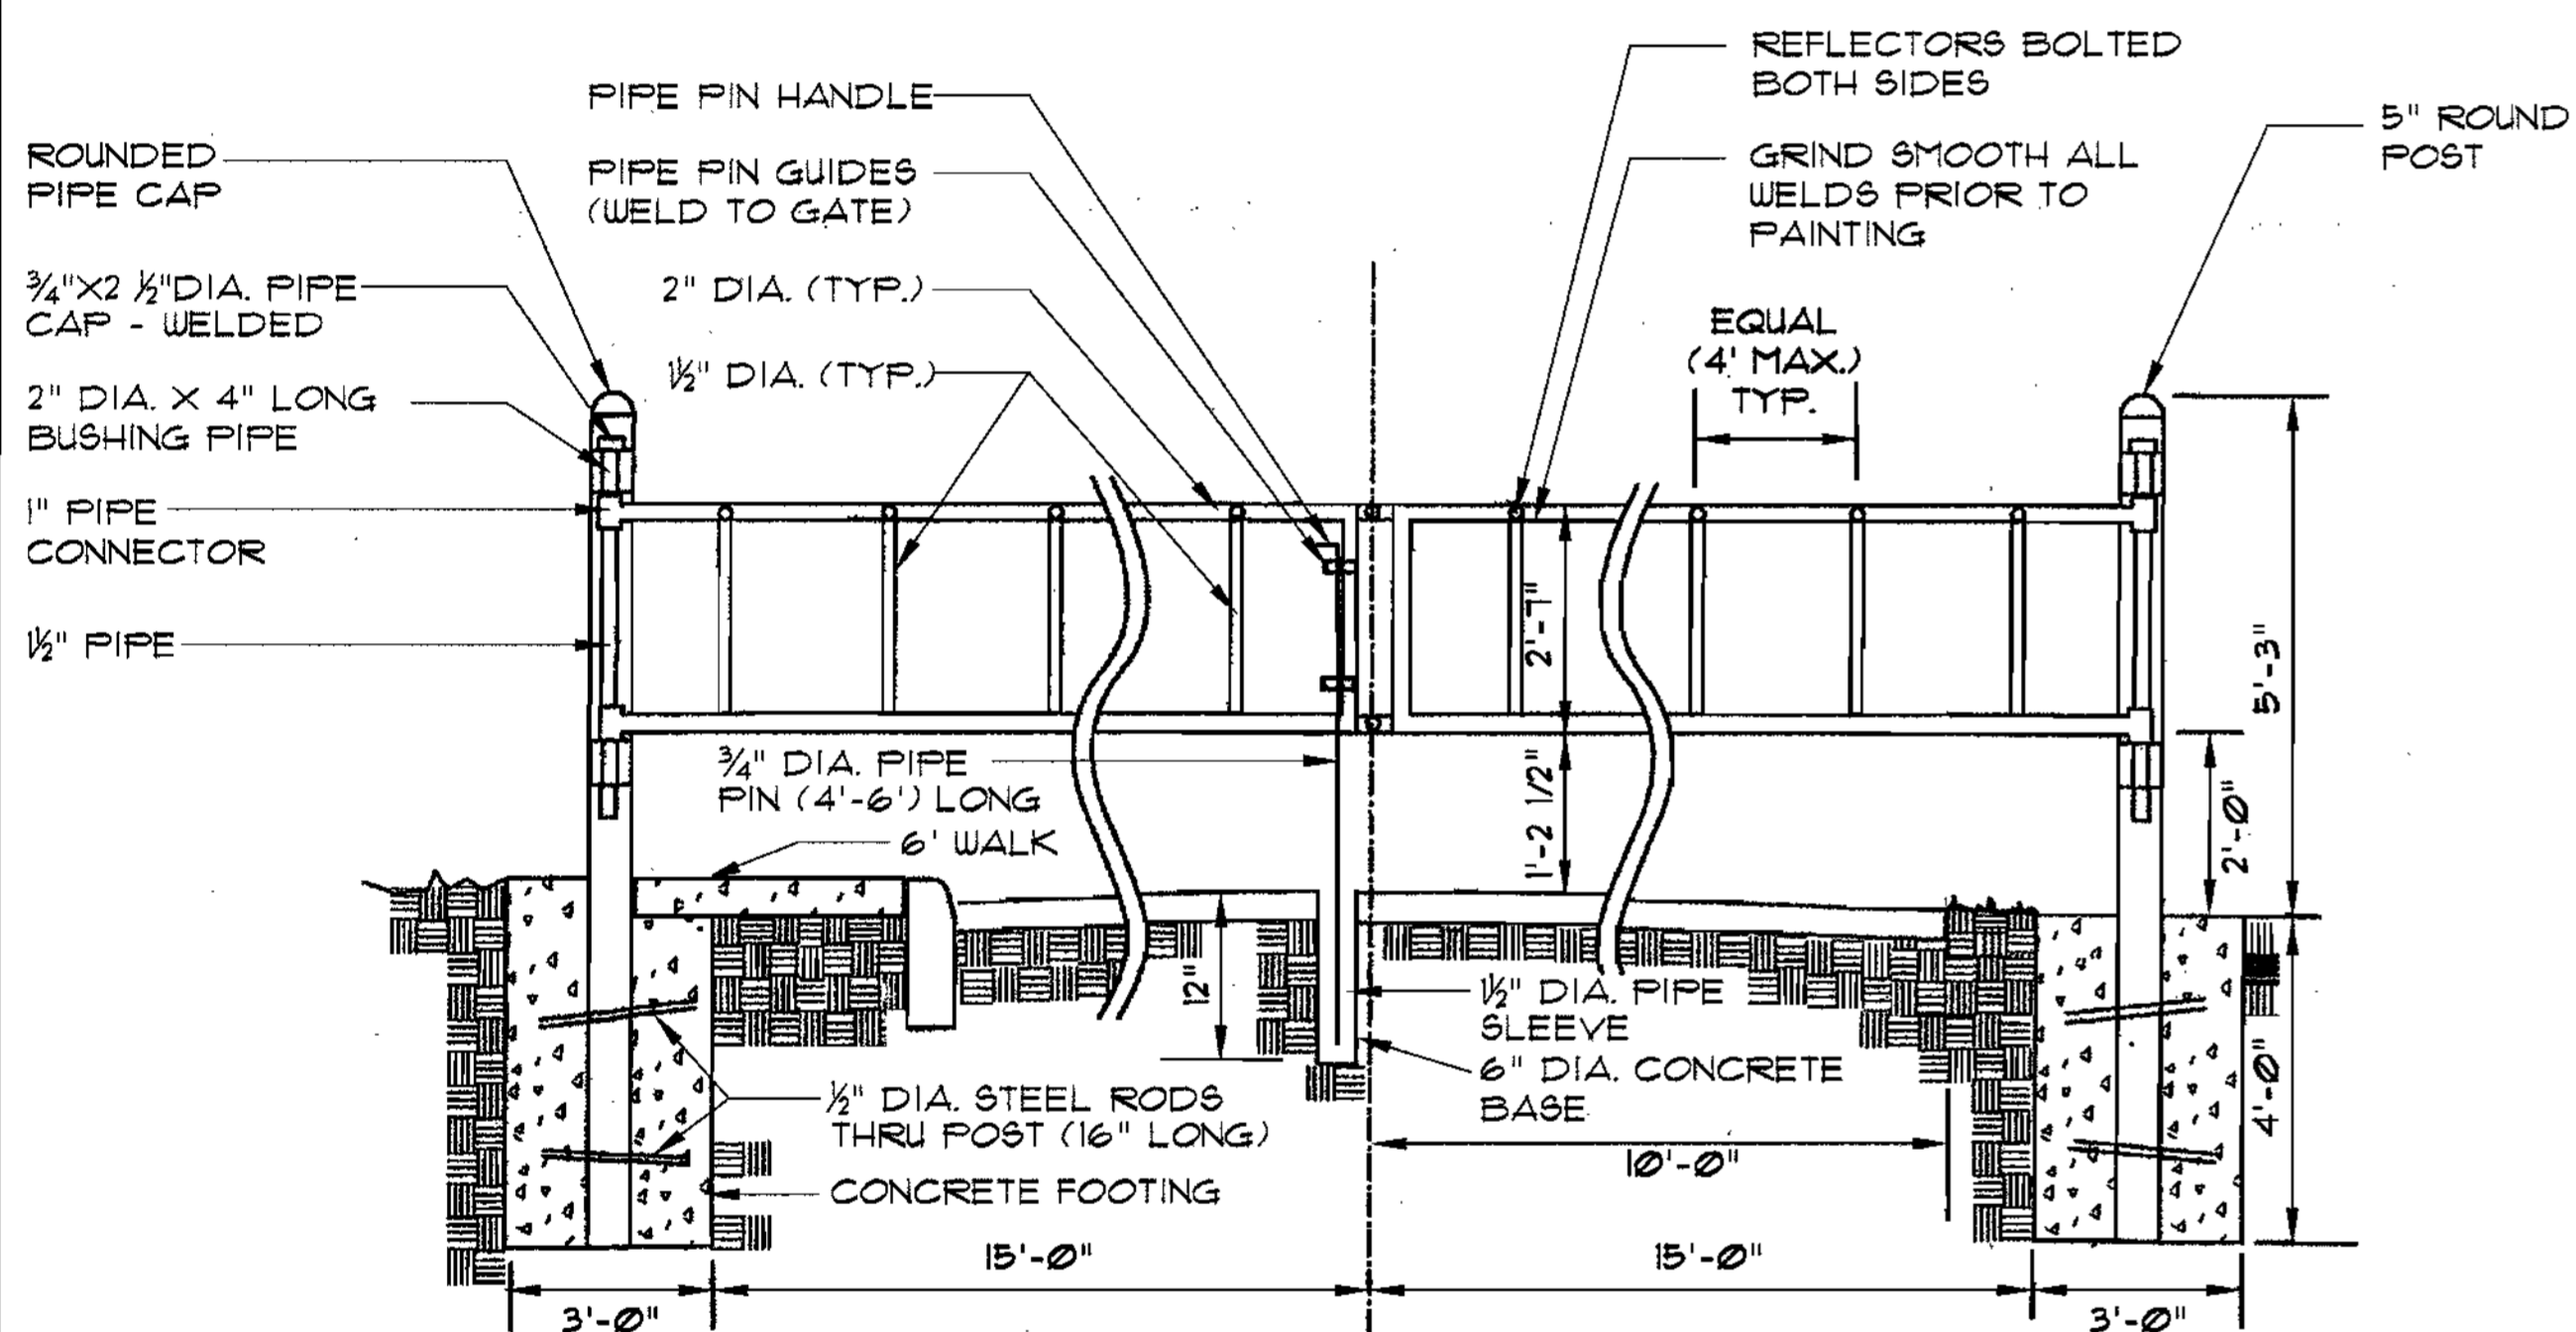 ROUNDED
PIPE CAP
¾"X2 ½"DIA. PIPE
CAP - WELDED
2" DIA. X 4" LONG
BUSHING PIPE
1" PIPE
CONNECTOR
1½" PIPE
PIPE PIN HANDLE
PIPE PIN GUIDES
(WELD TO GATE)
2" DIA. (TYP.)
1½" DIA. (TYP.)
REFLECTORS BOLTED
BOTH SIDES
GRIND SMOOTH ALL
WELDS PRIOR TO
PAINTING
5" ROUND
POST
EQUAL
(4' MAX.)
TYP.
2'-7"
5'-3"
¾" DIA. PIPE
PIN (4'-6') LONG
6' WALK
1'-2 1/2"
2'-0"
12"
1½" DIA. PIPE
SLEEVE
6" DIA. CONCRETE
BASE
½" DIA. STEEL RODS
THRU POST (16" LONG)
CONCRETE FOOTING
10'-0"
4'-0"
15'-0"
15'-0"
3'-0"
3'-0"